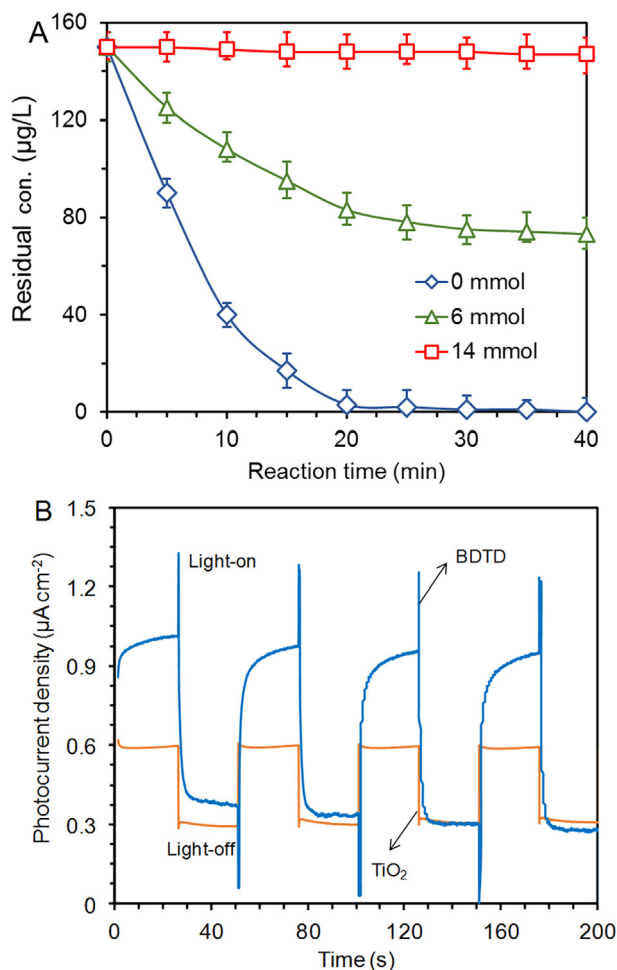 A
160
120
80
40
0
Residual con. (µg/L)
0 mmol
6 mmol
14 mmol
0 10 20 30 40
Reaction time (min)
B
1.5
1.2
0.9
0.6
0.3
0
Photocurrent density (µA cm⁻²)
Light-on
BDTD
Light-off
TiO₂
0 40 80 120 160 200
Time (s)